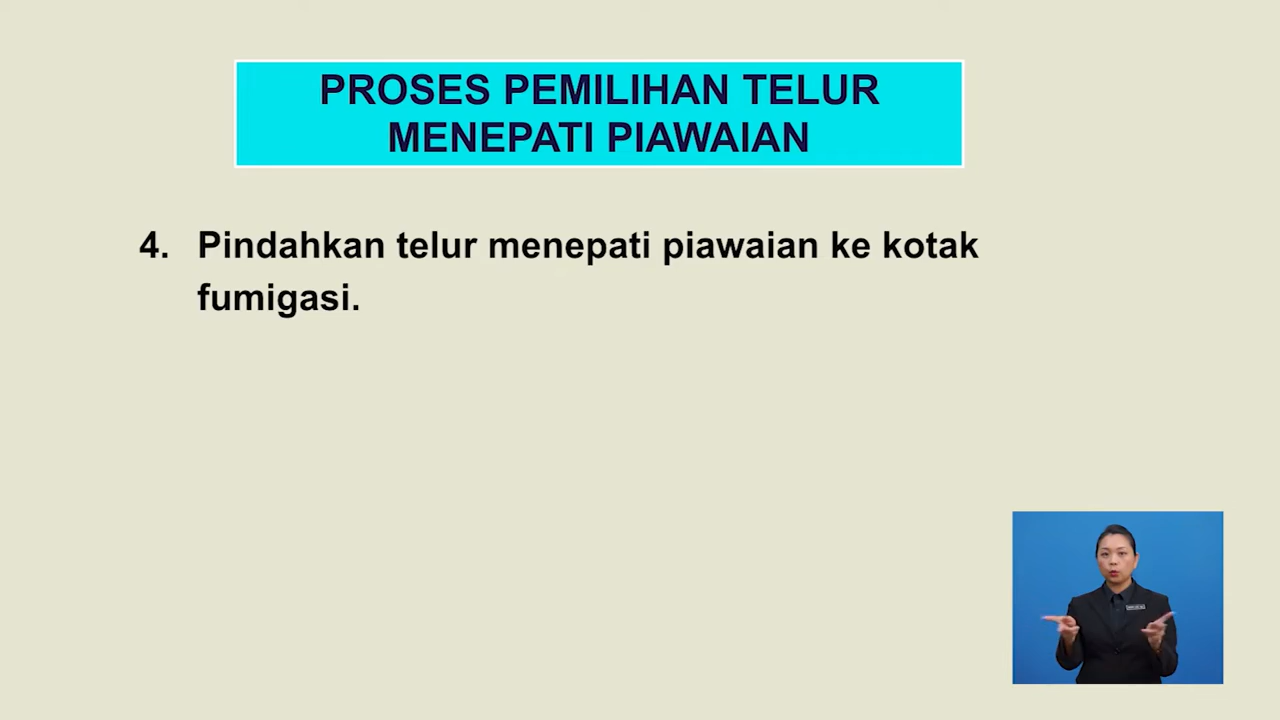 PROSES PEMILIHAN TELUR
MENEPATI PIAWAIAN
4. Pindahkan telur menepati piawaian ke kotak
fumigasi.